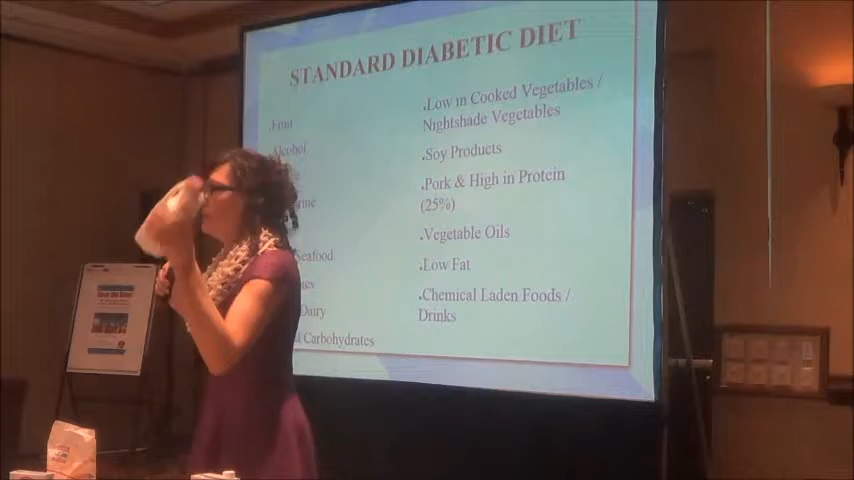 STANDARD DIABETIC DIET
.Fruit
Alcohol
Seafood
Dairy
Carbohydrates
.Low in Cooked Vegetables /
Nightshade Vegetables
.Soy Products
.Pork & High in Protein
(25%)
.Vegetable Oils
.Low Fat
.Chemical Laden Foods /
Drinks